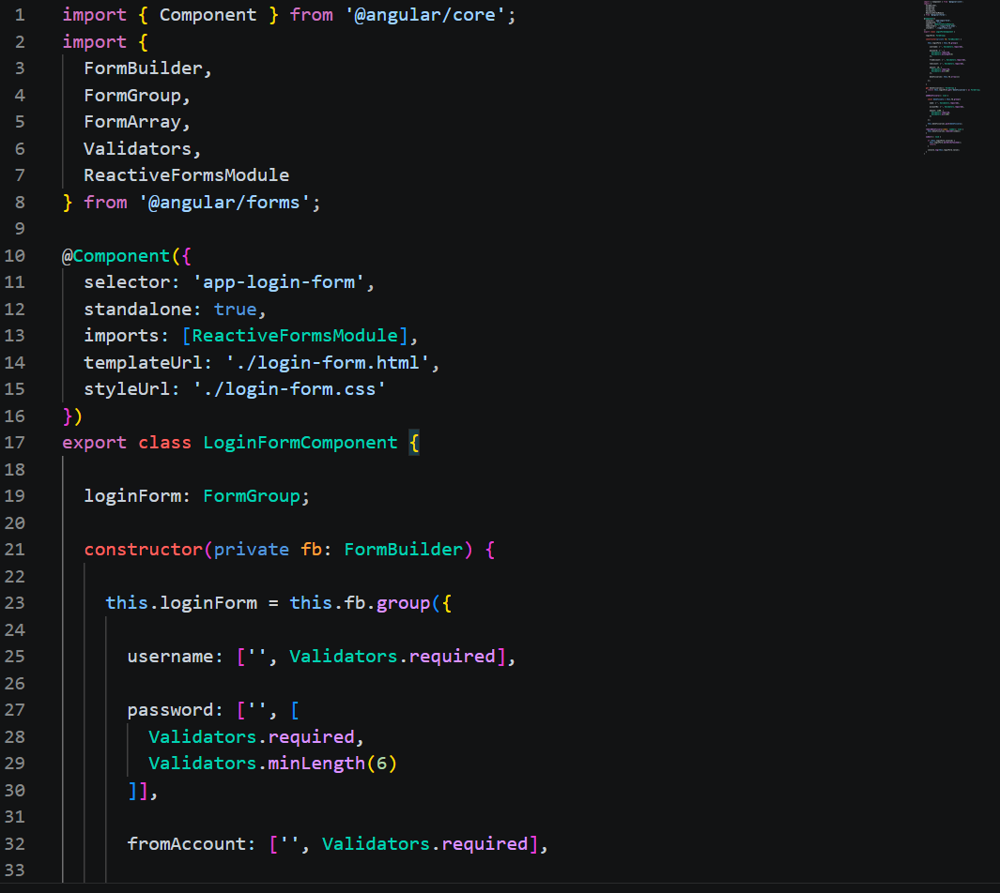 1 import { Component } from '@angular/core';
2 import {
3   FormBuilder,
4   FormGroup,
5   FormArray,
6   Validators,
7   ReactiveFormsModule
8 } from '@angular/forms';
9
10 @Component({
11   selector: 'app-login-form',
12   standalone: true,
13   imports: [ReactiveFormsModule],
14   templateUrl: './login-form.html',
15   styleUrl: './login-form.css'
16 })
17 export class LoginFormComponent {
18
19   loginForm: FormGroup;
20
21   constructor(private fb: FormBuilder) {
22
23     this.loginForm = this.fb.group({
24
25       username: ['', Validators.required],
26
27       password: ['', [
28         Validators.required,
29         Validators.minLength(6)
30       ]],
31
32       fromAccount: ['', Validators.required],
33